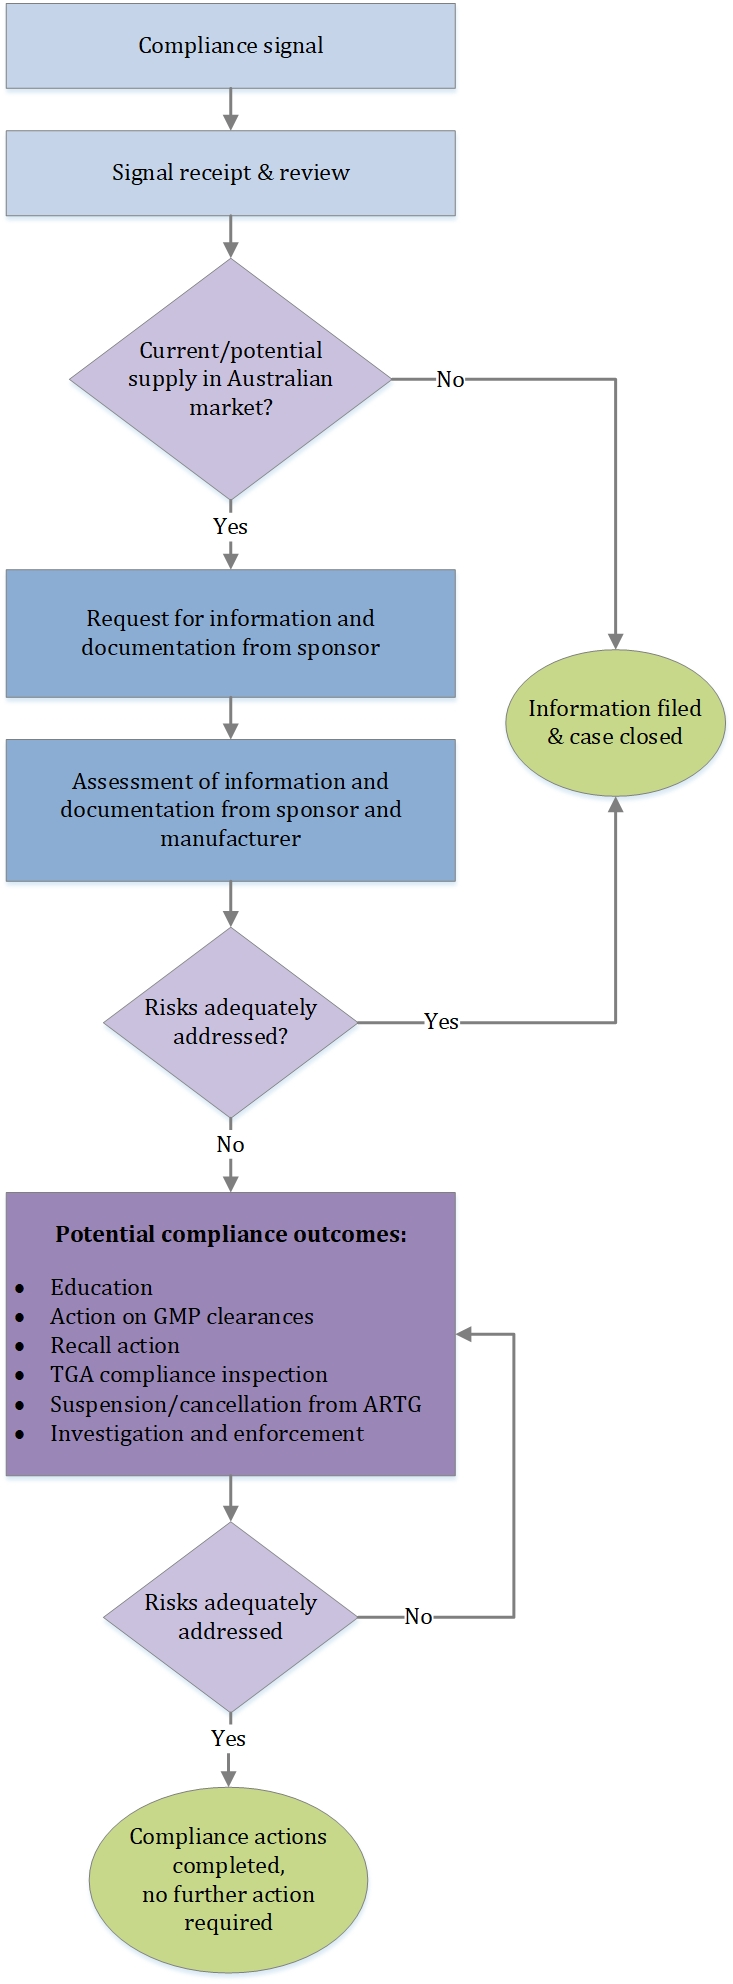 Compliance signal
Signal receipt & review
Current/potential
supply in Australian
market?
No
Yes
Request for information and
documentation from sponsor
Information filed
& case closed
Assessment of information and
documentation from sponsor and
manufacturer
Risks adequately
addressed?
Yes
No
Potential compliance outcomes:
• Education
• Action on GMP clearances
• Recall action
• TGA compliance inspection
• Suspension/cancellation from ARTG
• Investigation and enforcement
Risks adequately
addressed
No
Yes
Compliance actions
completed,
no further action
required